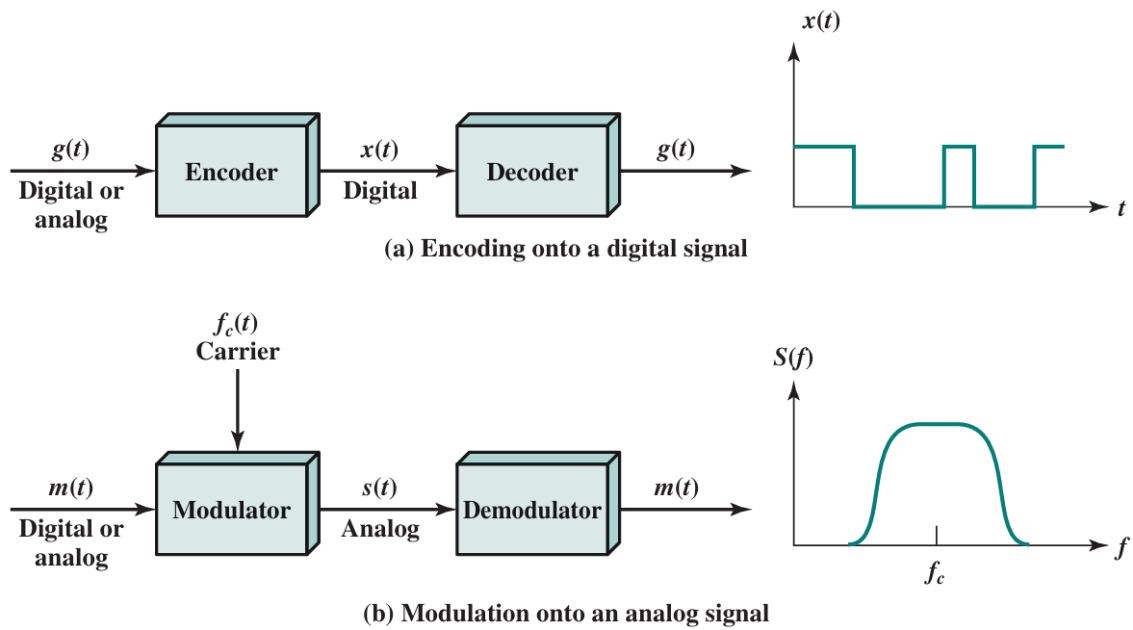 x(t)
g(t)
Digital or
analog
Encoder
x(t)
Digital
Decoder
g(t)
t
(a) Encoding onto a digital signal
f_c(t)
Carrier
S(f)
m(t)
Digital or
analog
Modulator
s(t)
Analog
Demodulator
m(t)
f
f_c
(b) Modulation onto an analog signal